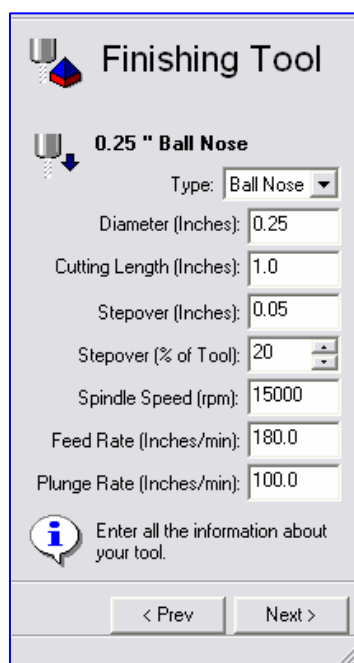 Finishing Tool
0.25 " Ball Nose
Type: Ball Nose
Diameter (Inches): 0.25
Cutting Length (Inches): 1.0
Stepover (Inches): 0.05
Stepover (% of Tool): 20
Spindle Speed (rpm): 15000
Feed Rate (Inches/min): 180.0
Plunge Rate (Inches/min): 100.0
Enter all the information about
your tool.
< Prev Next >